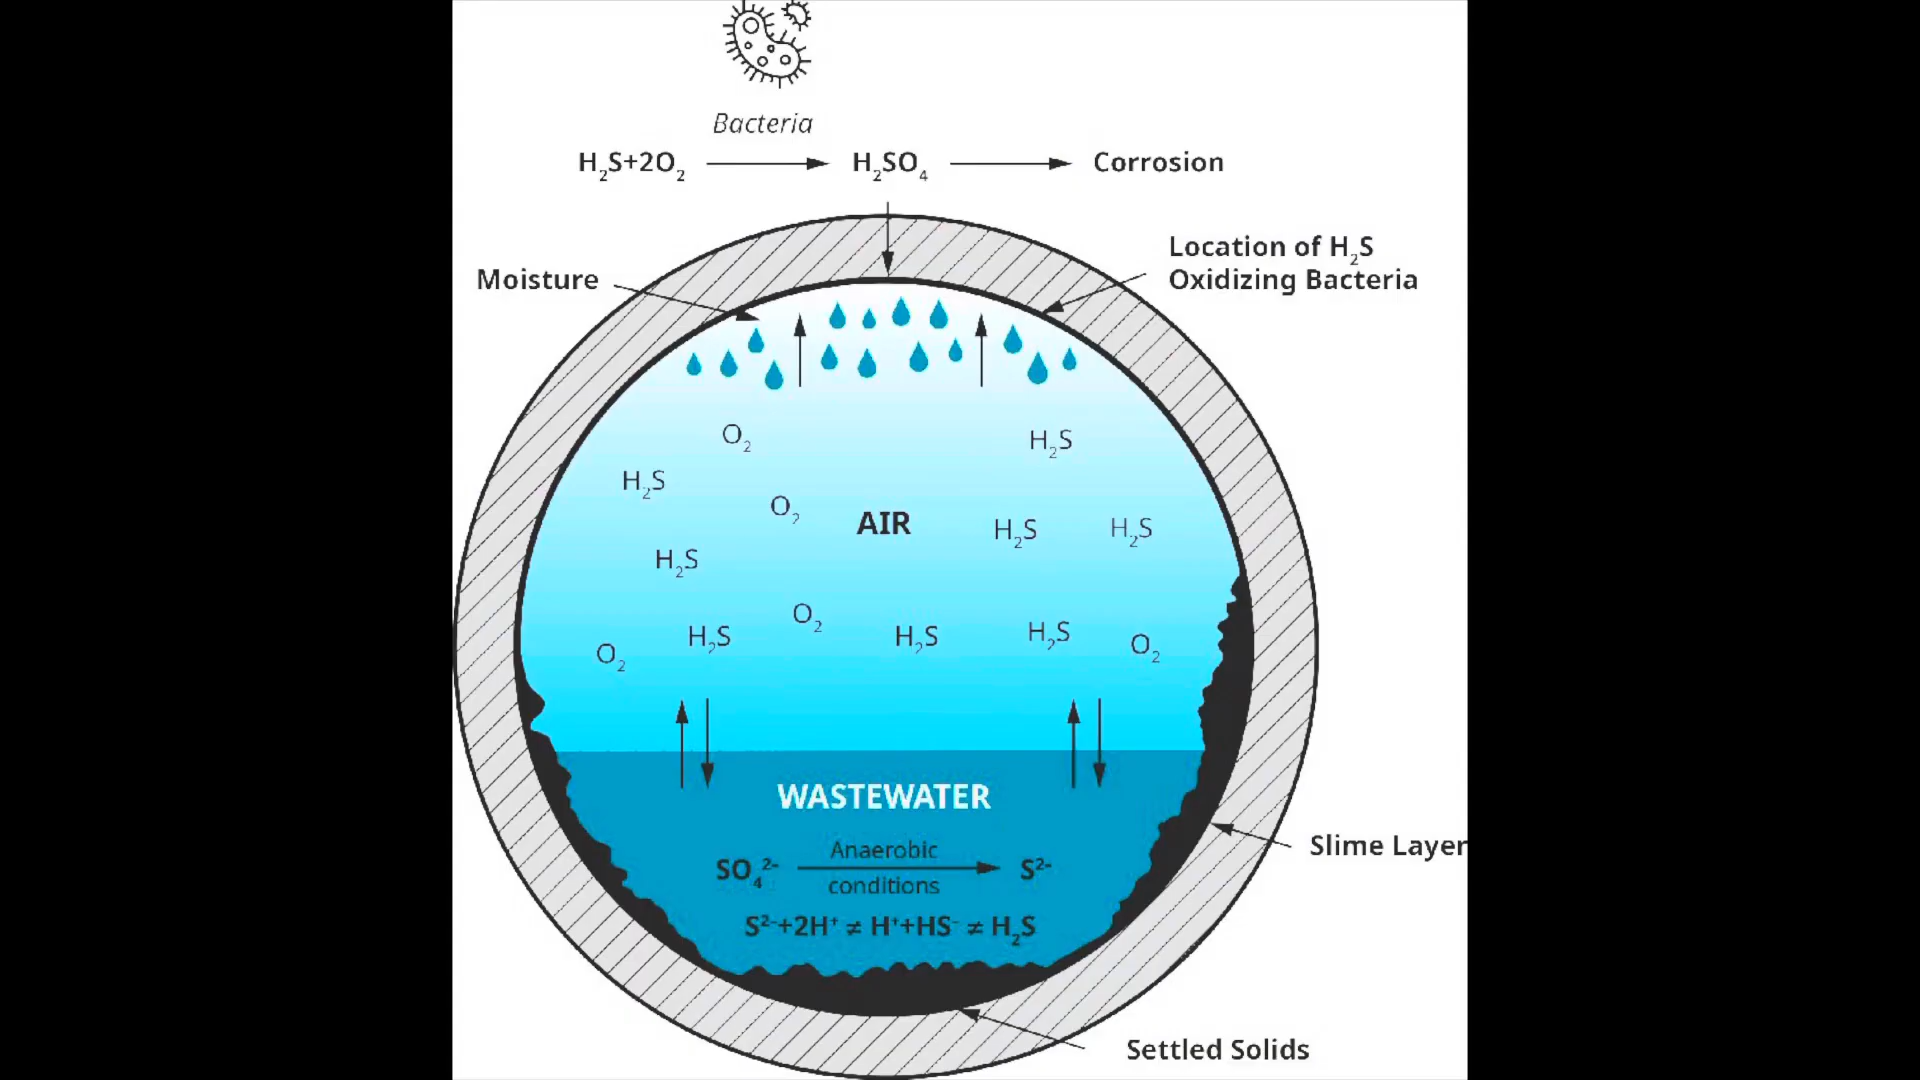 Bacteria
H₂S+2O₂ H₂SO₄ Corrosion
Location of H₂S
Oxidizing Bacteria
Moisture
O₂
H₂S
H₂S
O₂
AIR
H₂S
H₂S
H₂S
O₂
H₂S
H₂S
H₂S
O₂
O₂
WASTEWATER
Slime Layer
SO₄²⁻ Anaerobic conditions S²⁻
S²⁻+2H⁺ ≠ H⁺+HS⁻ ≠ H₂S
Settled Solids